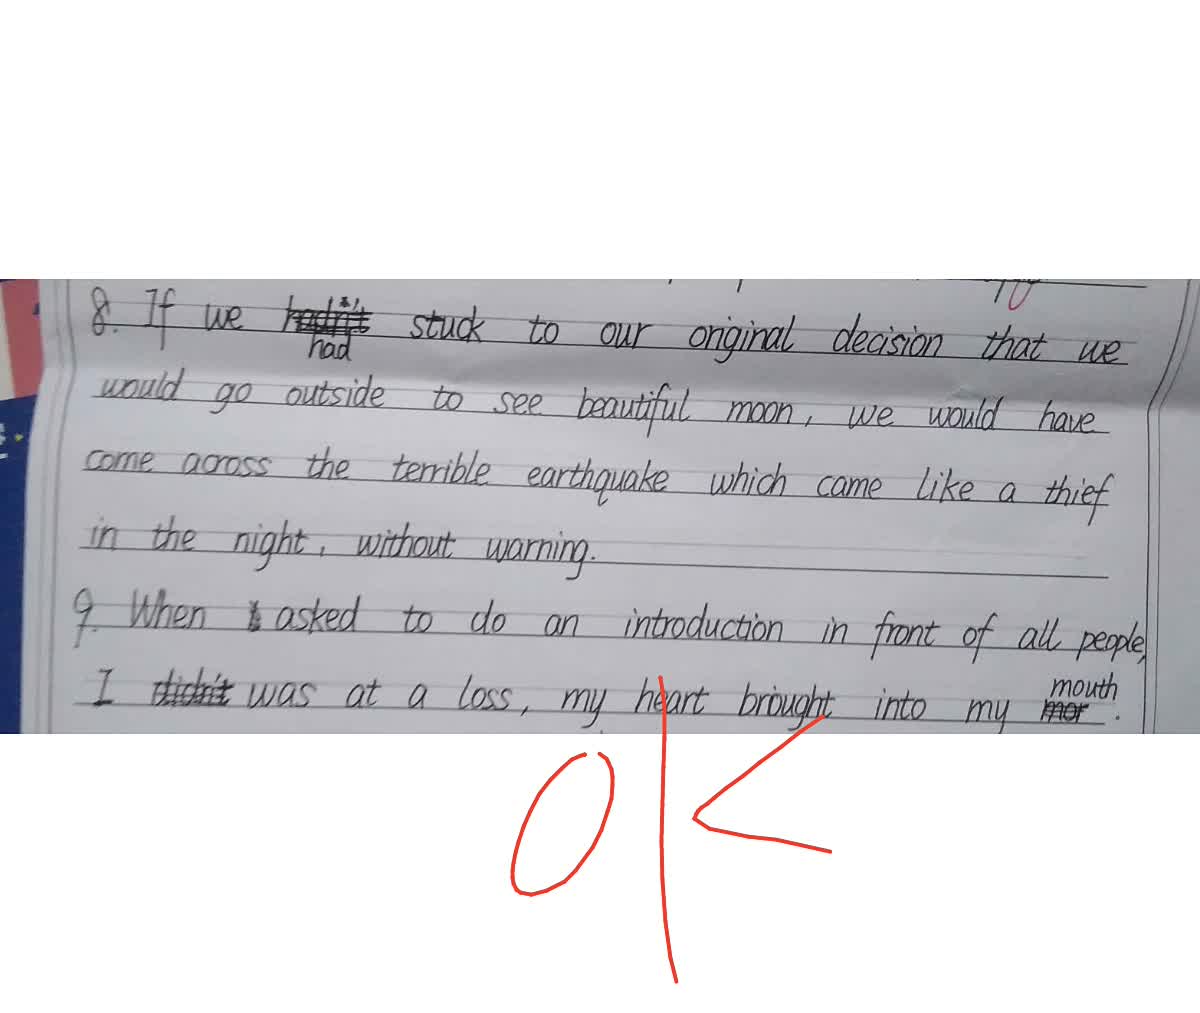 8. If we had stuck to our original decision that we
would go outside to see beautiful moon, we would have
come across the terrible earthquake which came like a thief
in the night, without warning.
9. When asked to do an introduction in front of all people,
I was at a loss, my heart brought into my mouth.
OK